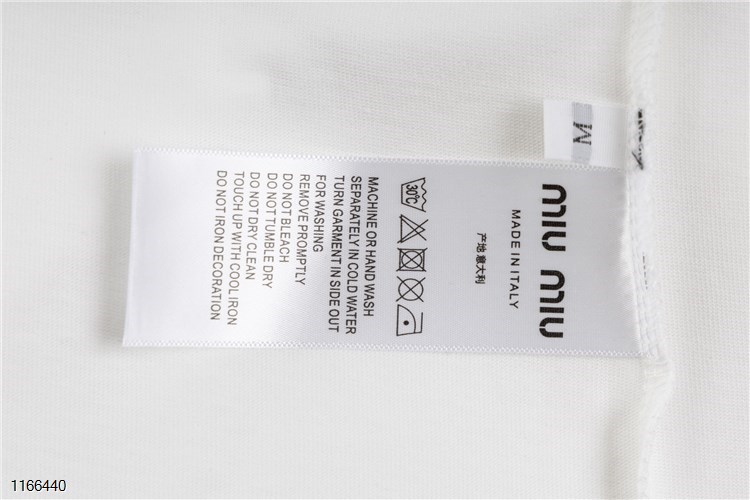 miu miu
MADE IN ITALY
产地意大利
30℃
MACHINE OR HAND WASH
SEPARATELY IN COLD WATER
TURN GARMENT IN SIDE OUT
FOR WASHING
REMOVE PROMPTLY
DO NOT BLEACH
DO NOT TUMBLE DRY
DO NOT DRY CLEAN
TOUCH UP WITH COOL IRON
DO NOT IRON DECORATION
M
1166440